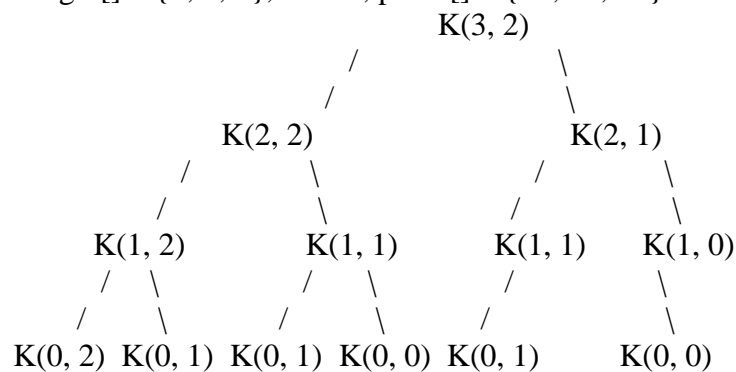 K(3, 2)
K(2, 2) K(2, 1)
K(1, 2) K(1, 1) K(1, 1) K(1, 0)
K(0, 2) K(0, 1) K(0, 1) K(0, 0) K(0, 1) K(0, 0)